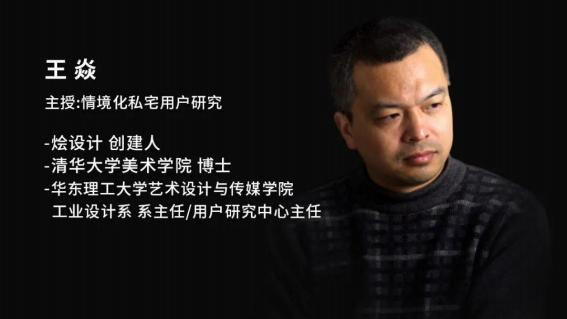 王 焱
主授:情境化私宅用户研究
-烩设计 创建人
-清华大学美术学院 博士
-华东理工大学艺术设计与传媒学院
工业设计系 系主任/用户研究中心主任